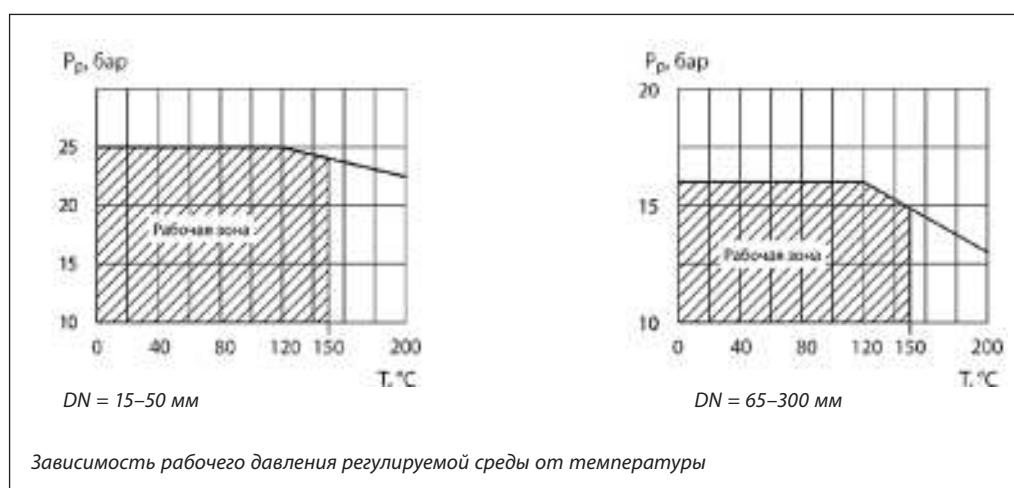 Pₚ, бар
25
20
15
10
Рабочая зона
0 40 80 120 150 200
T, °C
DN = 15–50 мм
Pₚ, бар
20
15
10
Рабочая зона
0 40 80 120 150 200
T, °C
DN = 65–300 мм
Зависимость рабочего давления регулируемой среды от температуры